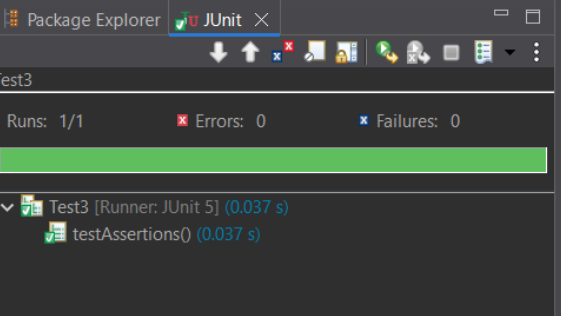 Package Explorer JUnit
Test3
Runs: 1/1 Errors: 0 Failures: 0
Test3 [Runner: JUnit 5] (0.037 s)
testAssertions() (0.037 s)